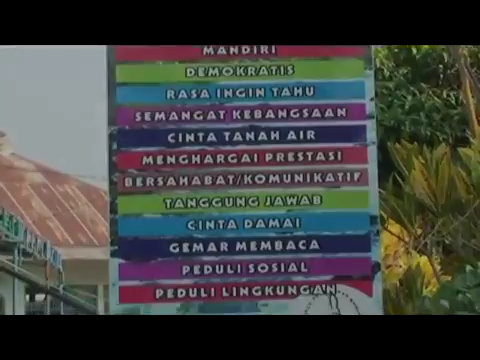 MANDIRI
DEMOKRATIS
RASA INGIN TAHU
SEMANGAT KEBANGSAAN
CINTA TANAH AIR
MENGHARGAI PRESTASI
BERSAHABAT/KOMUNIKATIF
TANGGUNG JAWAB
CINTA DAMAI
GEMAR MEMBACA
PEDULI SOSIAL
PEDULI LINGKUNGAN